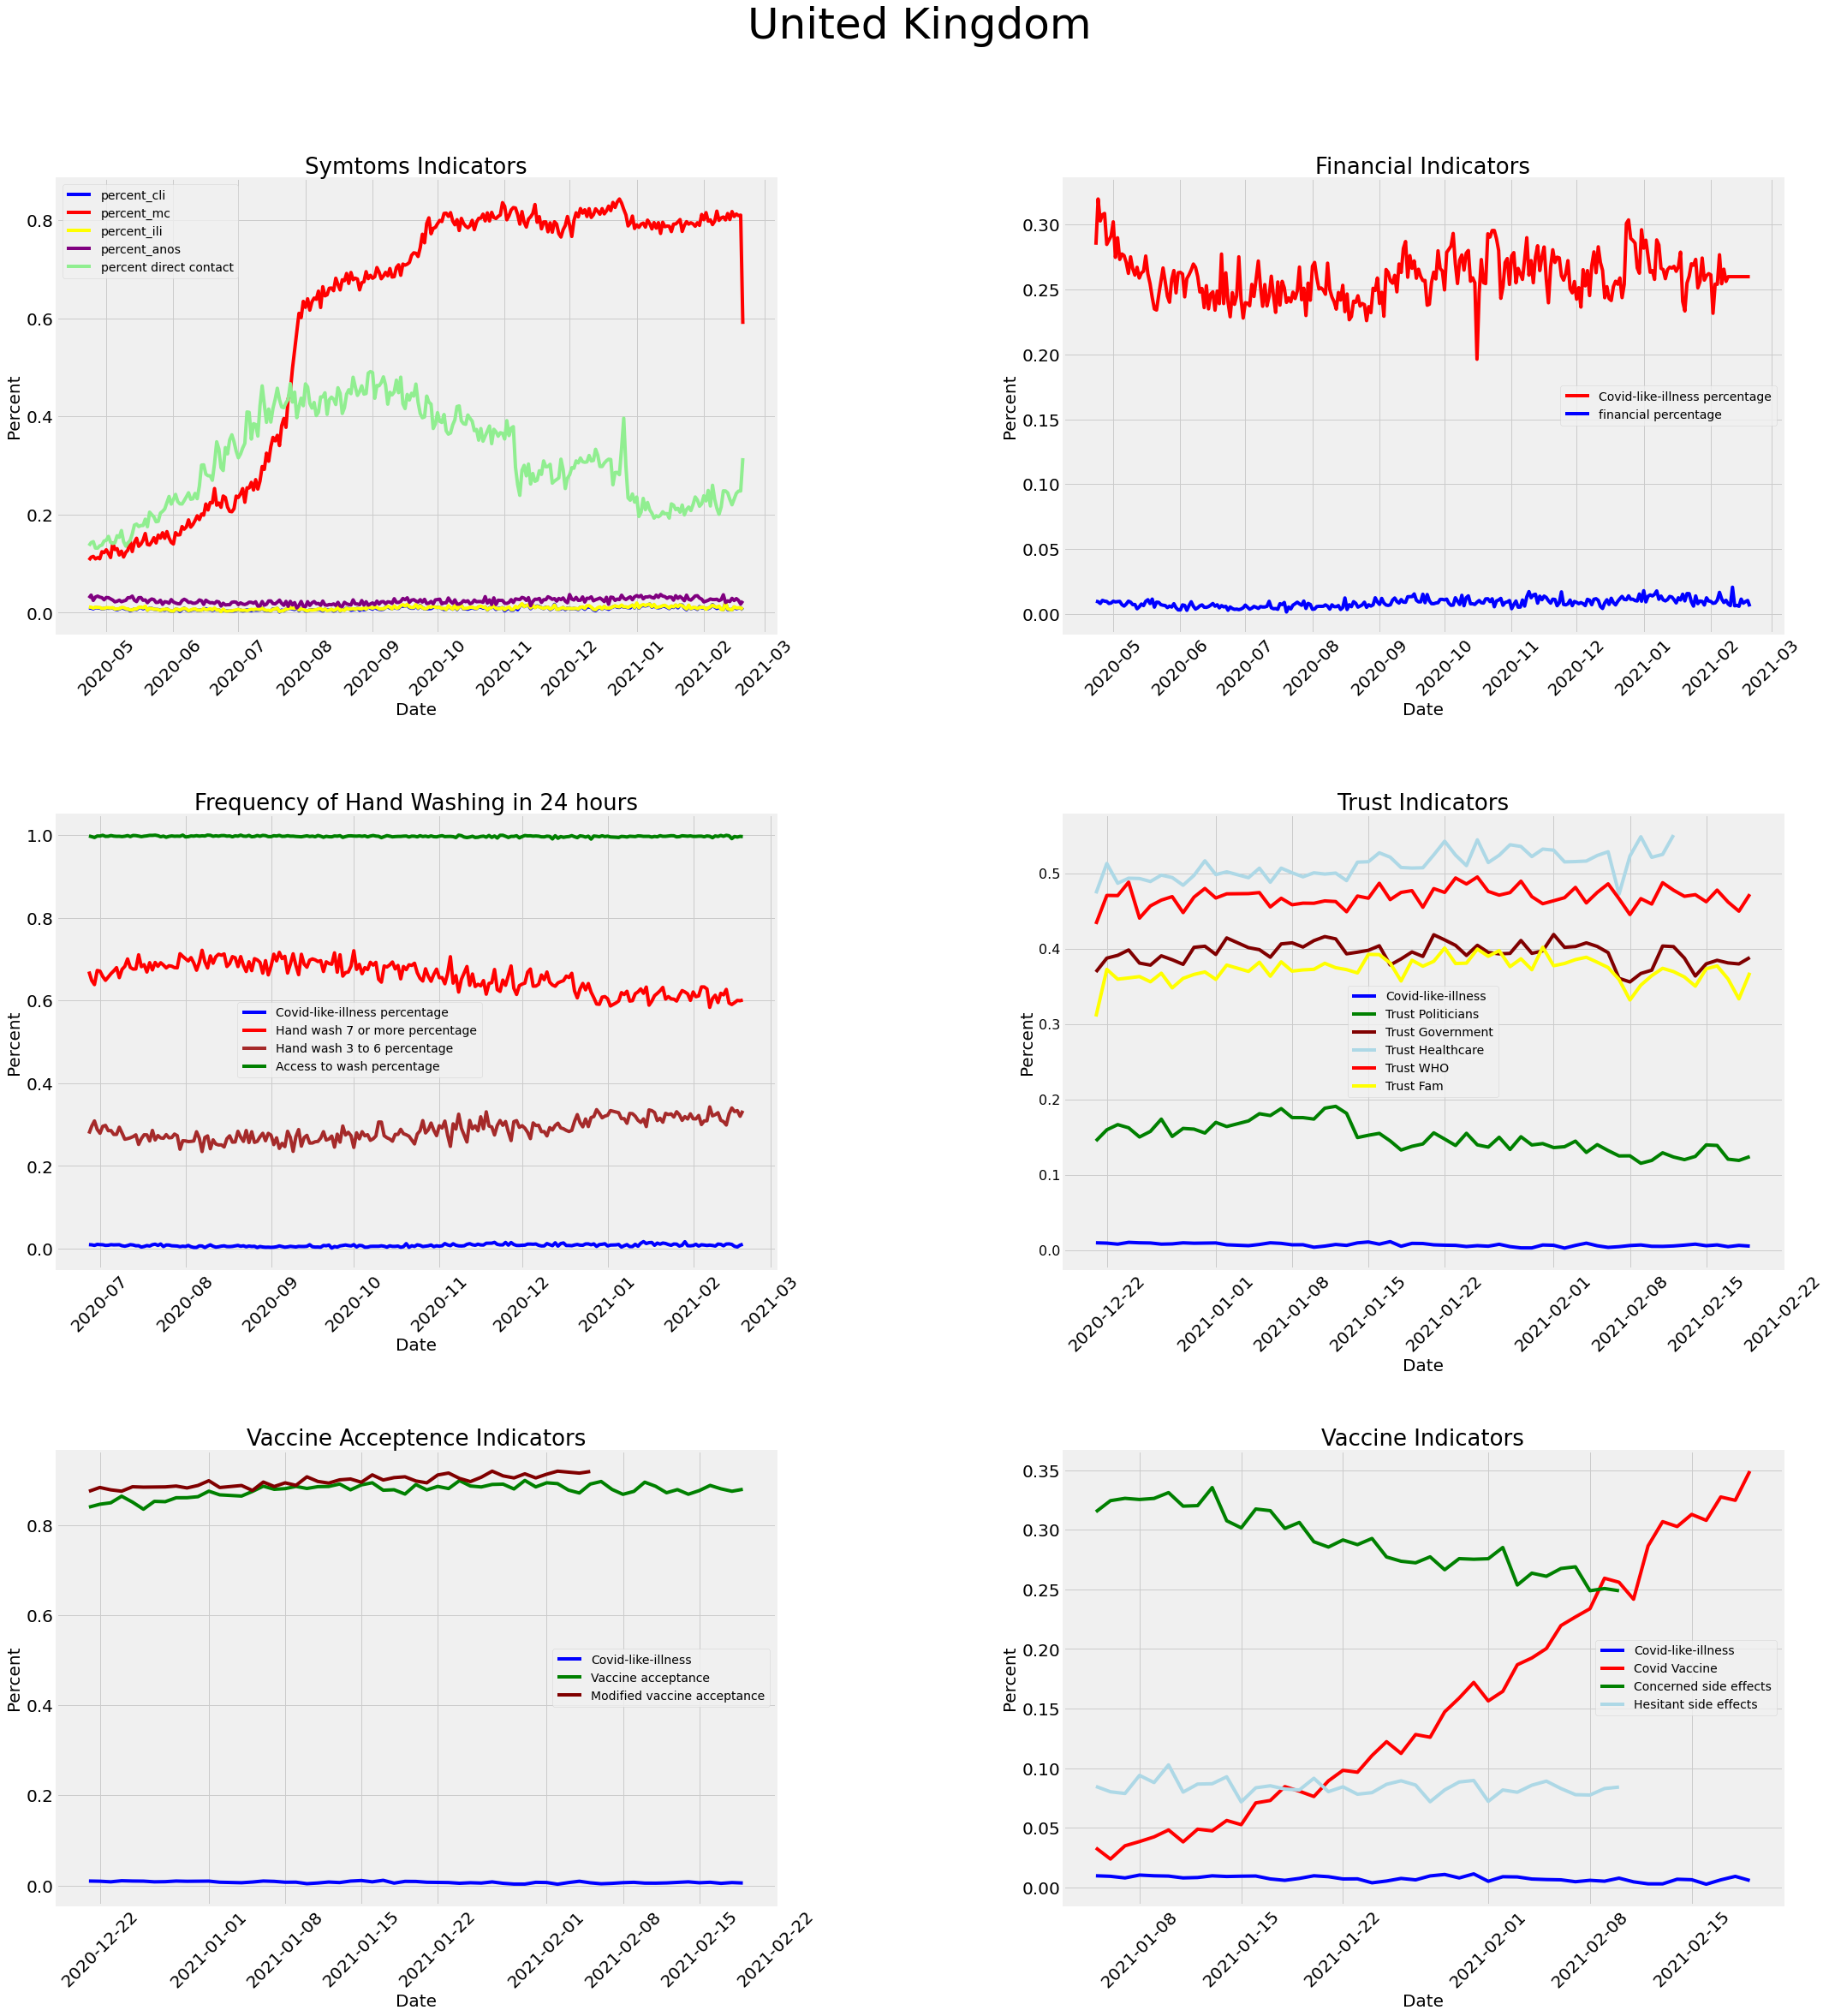 United Kingdom
Symtoms Indicators
percent_cli
percent_mc
percent_ili
percent_anos
percent direct contact
Percent
0.8
0.6
0.4
0.2
0.0
2020-05 2020-06 2020-07 2020-08 2020-09 2020-10 2020-11 2020-12 2021-01 2021-02 2021-03
Date
Financial Indicators
Covid-like-illness percentage
financial percentage
Percent
0.30
0.25
0.20
0.15
0.10
0.05
0.00
2020-05 2020-06 2020-07 2020-08 2020-09 2020-10 2020-11 2020-12 2021-01 2021-02 2021-03
Date
Frequency of Hand Washing in 24 hours
Covid-like-illness percentage
Hand wash 7 or more percentage
Hand wash 3 to 6 percentage
Access to wash percentage
Percent
1.0
0.8
0.6
0.4
0.2
0.0
2020-07 2020-08 2020-09 2020-10 2020-11 2020-12 2021-01 2021-02 2021-03
Date
Trust Indicators
Covid-like-illness
Trust Politicians
Trust Government
Trust Healthcare
Trust WHO
Trust Fam
Percent
0.5
0.4
0.3
0.2
0.1
0.0
2020-12-22 2021-01-01 2021-01-08 2021-01-15 2021-01-22 2021-02-01 2021-02-08 2021-02-15 2021-02-22
Date
Vaccine Acceptence Indicators
Covid-like-illness
Vaccine acceptance
Modified vaccine acceptance
Percent
0.8
0.6
0.4
0.2
0.0
2020-12-22 2021-01-01 2021-01-08 2021-01-15 2021-01-22 2021-02-01 2021-02-08 2021-02-15 2021-02-22
Date
Vaccine Indicators
Covid-like-illness
Covid Vaccine
Concerned side effects
Hesitant side effects
Percent
0.35
0.30
0.25
0.20
0.15
0.10
0.05
0.00
2021-01-08 2021-01-15 2021-01-22 2021-02-01 2021-02-08 2021-02-15
Date